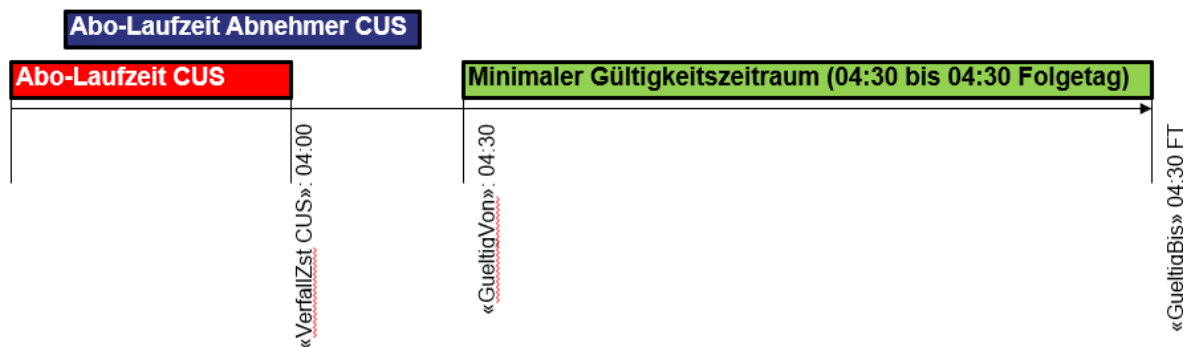 Abo-Laufzeit Abnehmer CUS
Abo-Laufzeit CUS
Minimaler Gültigkeitszeitraum (04:30 bis 04:30 Folgetag)
«VerfallZst CUS»: 04:00
«GueltigVon»: 04:30
«GueltigBis» 04:30 FT